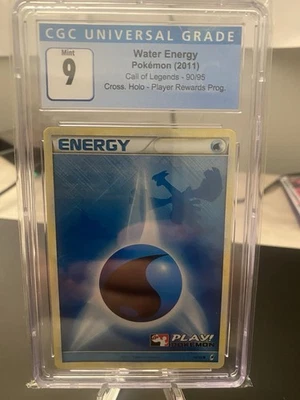 CGC UNIVERSAL GRADE
Mint
9
Water Energy
Pokémon (2011)
Call of Legends - 90/95
Cross. Holo - Player Rewards Prog.
ENERGY
PLAY!
POKÉMON